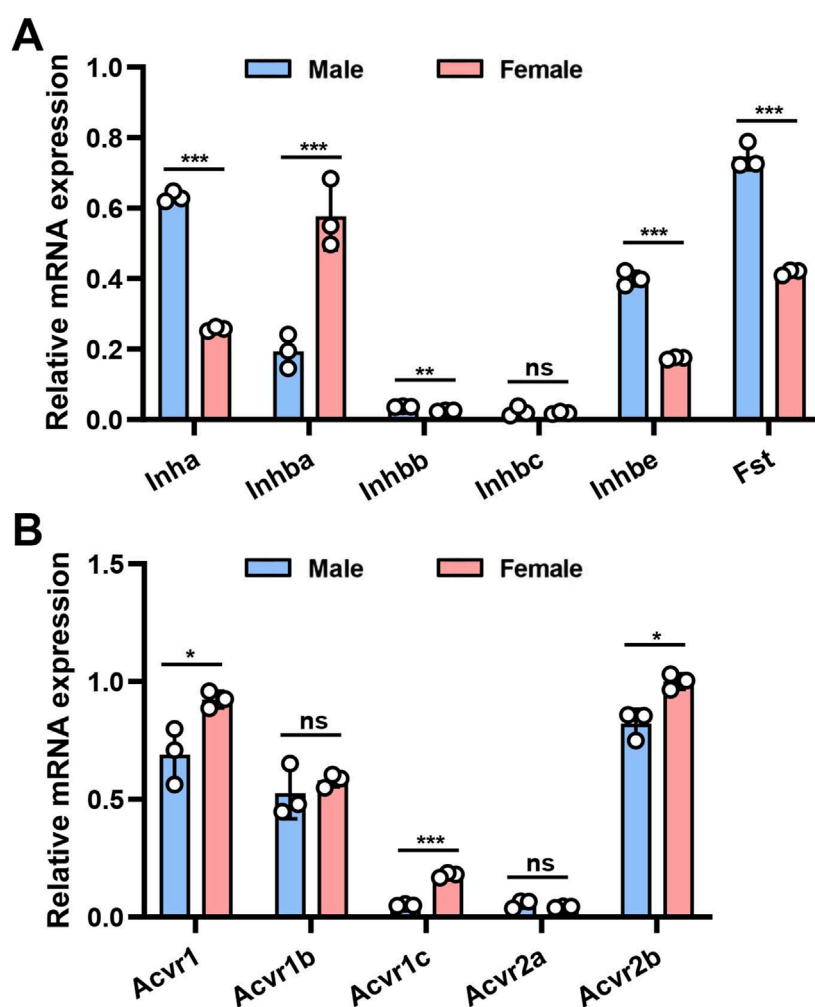 A
Relative mRNA expression
Male
Female
1.0
0.8
0.6
0.4
0.2
0.0
***
***
**
ns
***
***
Inha
Inhba
Inhbb
Inhbc
Inhbe
Fst
B
Relative mRNA expression
Male
Female
1.5
1.0
0.5
0.0
*
ns
***
ns
*
Acvr1
Acvr1b
Acvr1c
Acvr2a
Acvr2b